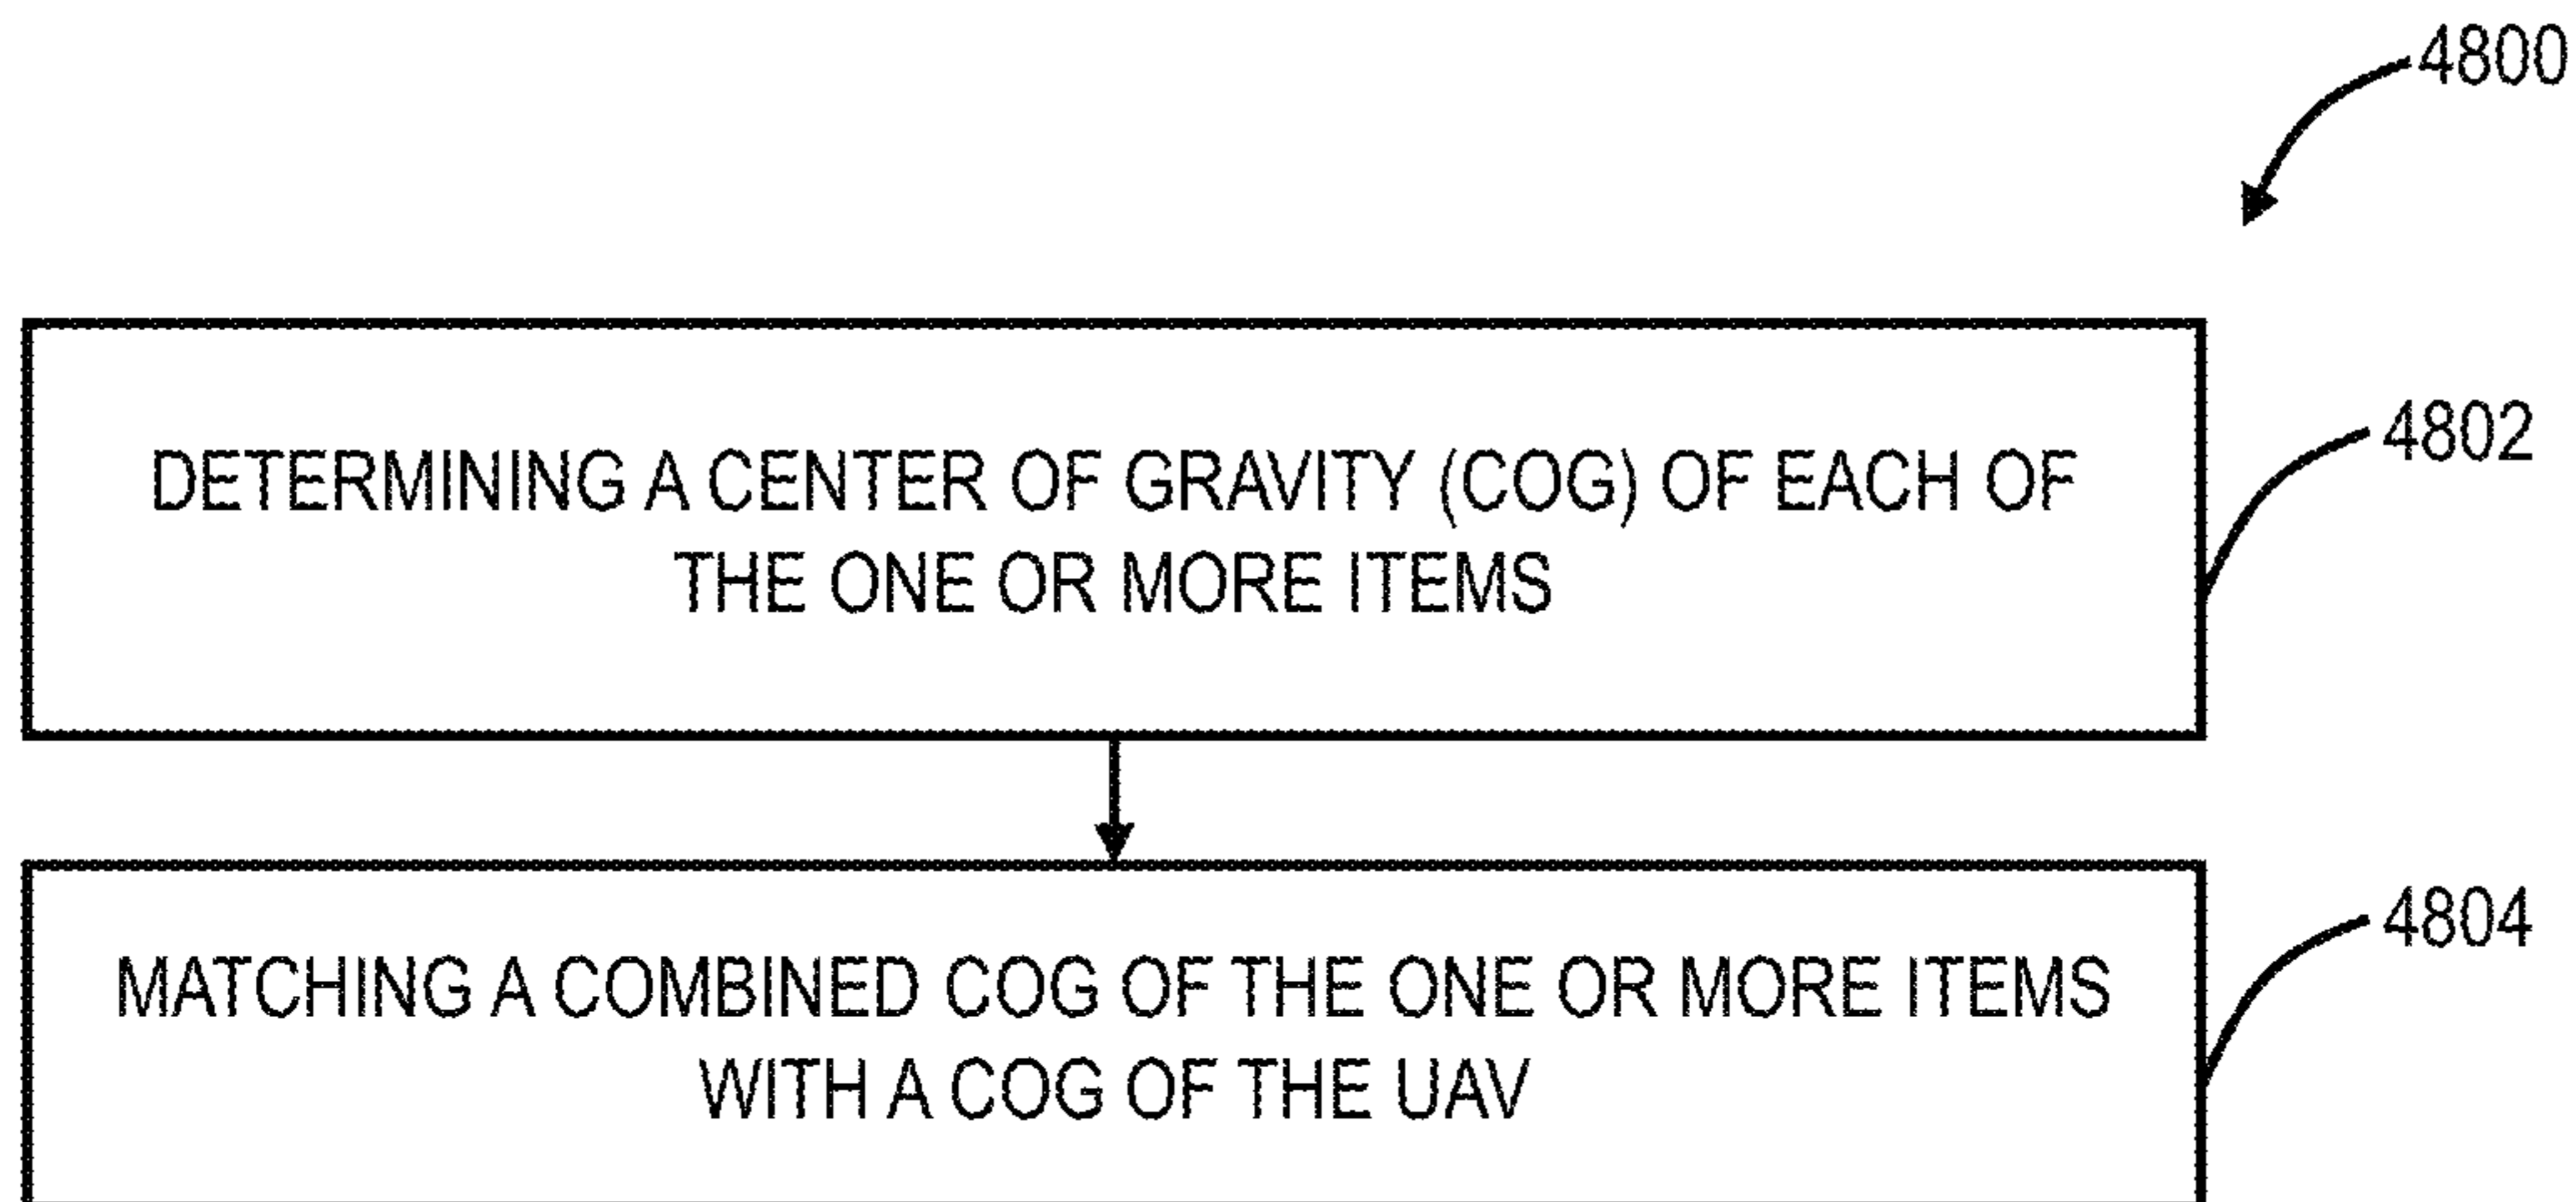 4800
DETERMINING A CENTER OF GRAVITY (COG) OF EACH OF
THE ONE OR MORE ITEMS
4802
MATCHING A COMBINED COG OF THE ONE OR MORE ITEMS
WITH A COG OF THE UAV
4804